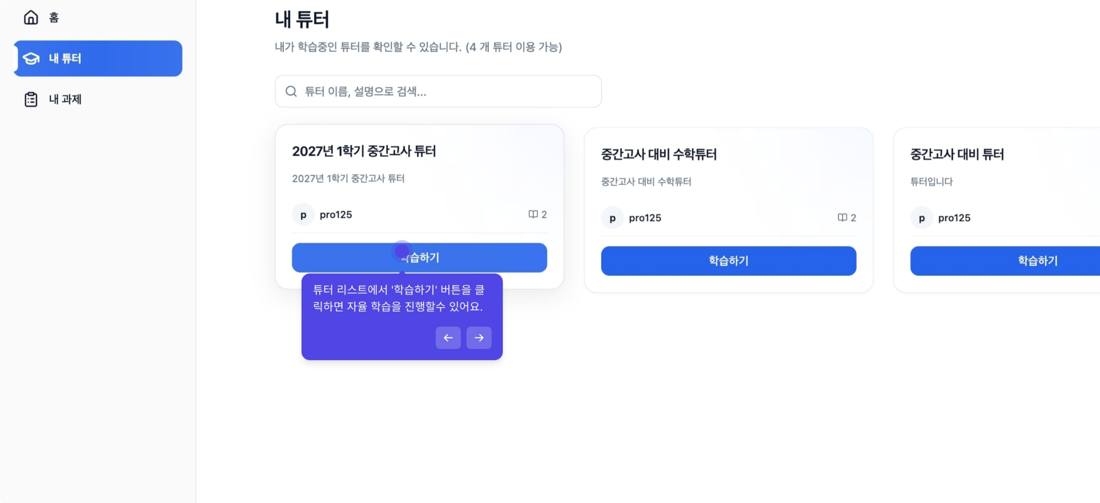 홈
내 튜터
내 과제
내 튜터
내가 학습중인 튜터를 확인할 수 있습니다. (4 개 튜터 이용 가능)
튜터 이름, 설명으로 검색...
2027년 1학기 중간고사 튜터
2027년 1학기 중간고사 튜터
p pro125 2
학습하기
튜터 리스트에서 '학습하기' 버튼을 클
릭하면 자율 학습을 진행할수 있어요.
중간고사 대비 수학튜터
중간고사 대비 수학튜터
p pro125 2
학습하기
중간고사 대비 튜터
튜터입니다
p pro125
학습하기